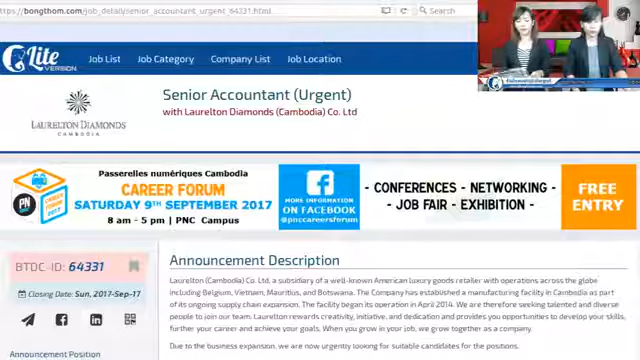 https://bongthom.com/job_detail/senior_accountant_urgent_64331.html
Search
Lite
VERSION
Job List
Job Category
Company List
Job Location
Senior Accountant (Urgent)
with Laurelton Diamonds (Cambodia) Co. Ltd
LAURELTON DIAMONDS
CAMBODIA
PN
CAREER
FORUM
2017
Passerelles numériques Cambodia
CAREER FORUM
SATURDAY 9TH SEPTEMBER 2017
8 am - 5 pm | PNC Campus
MORE INFORMATION
ON FACEBOOK
@pnccareersforum
- CONFERENCES - NETWORKING -
- JOB FAIR - EXHIBITION -
FREE
ENTRY
BTDC-ID: 64331
Closing Date: Sun, 2017-Sep-17
Announcement Position
Announcement Description
Laurelton (Cambodia) Co. Ltd, a subsidiary of a well-known American luxury goods retailer with operations across the globe
including Belgium, Vietnam, Mauritius, and Botswana. The Company has established a manufacturing facility in Cambodia as part
of its ongoing supply chain expansion. The facility began its operation in April 2014. We are therefore seeking talented and diverse
people to join our team. Laurelton rewards creativity, initiative, and dedication and provides you opportunity to develop your skills,
further your career and achieve your goals. When you grow in your job, we grow together as a company.
Due to the business expansion, we are now urgently looking for suitable candidates for the positions.